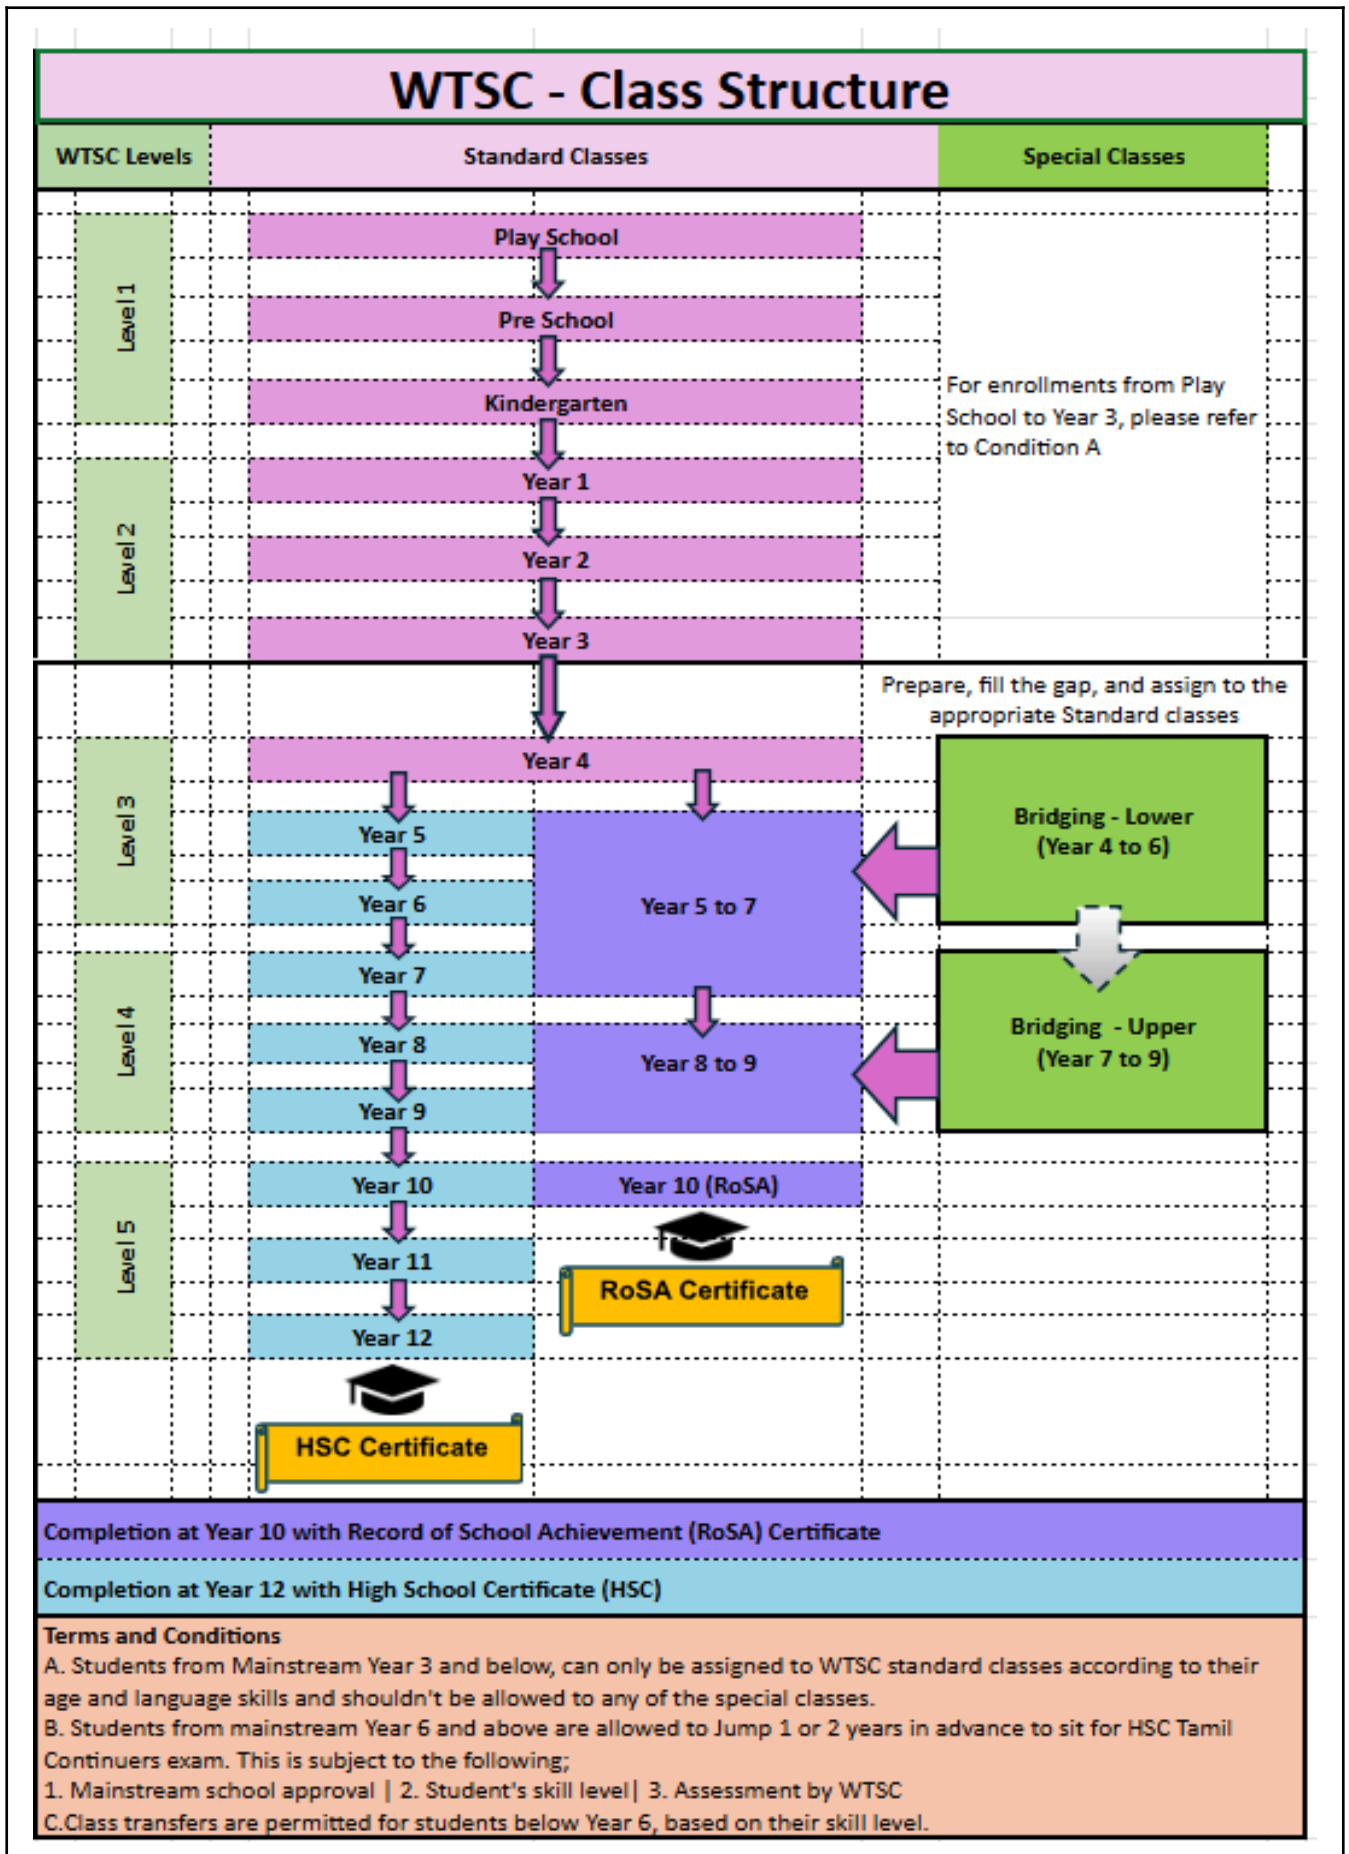 WTSC - Class Structure
WTSC Levels
Standard Classes
Special Classes
Level 1
Play School
Pre School
Kindergarten
For enrollments from Play
School to Year 3, please refer
to Condition A
Level 2
Year 1
Year 2
Year 3
Prepare, fill the gap, and assign to the
appropriate Standard classes
Level 3
Year 4
Year 5
Year 6
Year 5 to 7
Bridging - Lower
(Year 4 to 6)
Level 4
Year 7
Year 8
Year 9
Year 8 to 9
Bridging - Upper
(Year 7 to 9)
Level 5
Year 10
Year 10 (RoSA)
Year 11
RoSA Certificate
Year 12
HSC Certificate
Completion at Year 10 with Record of School Achievement (RoSA) Certificate
Completion at Year 12 with High School Certificate (HSC)
Terms and Conditions
A. Students from Mainstream Year 3 and below, can only be assigned to WTSC standard classes according to their
age and language skills and shouldn't be allowed to any of the special classes.
B. Students from mainstream Year 6 and above are allowed to Jump 1 or 2 years in advance to sit for HSC Tamil
Continuers exam. This is subject to the following;
1. Mainstream school approval | 2. Student's skill level| 3. Assessment by WTSC
C.Class transfers are permitted for students below Year 6, based on their skill level.